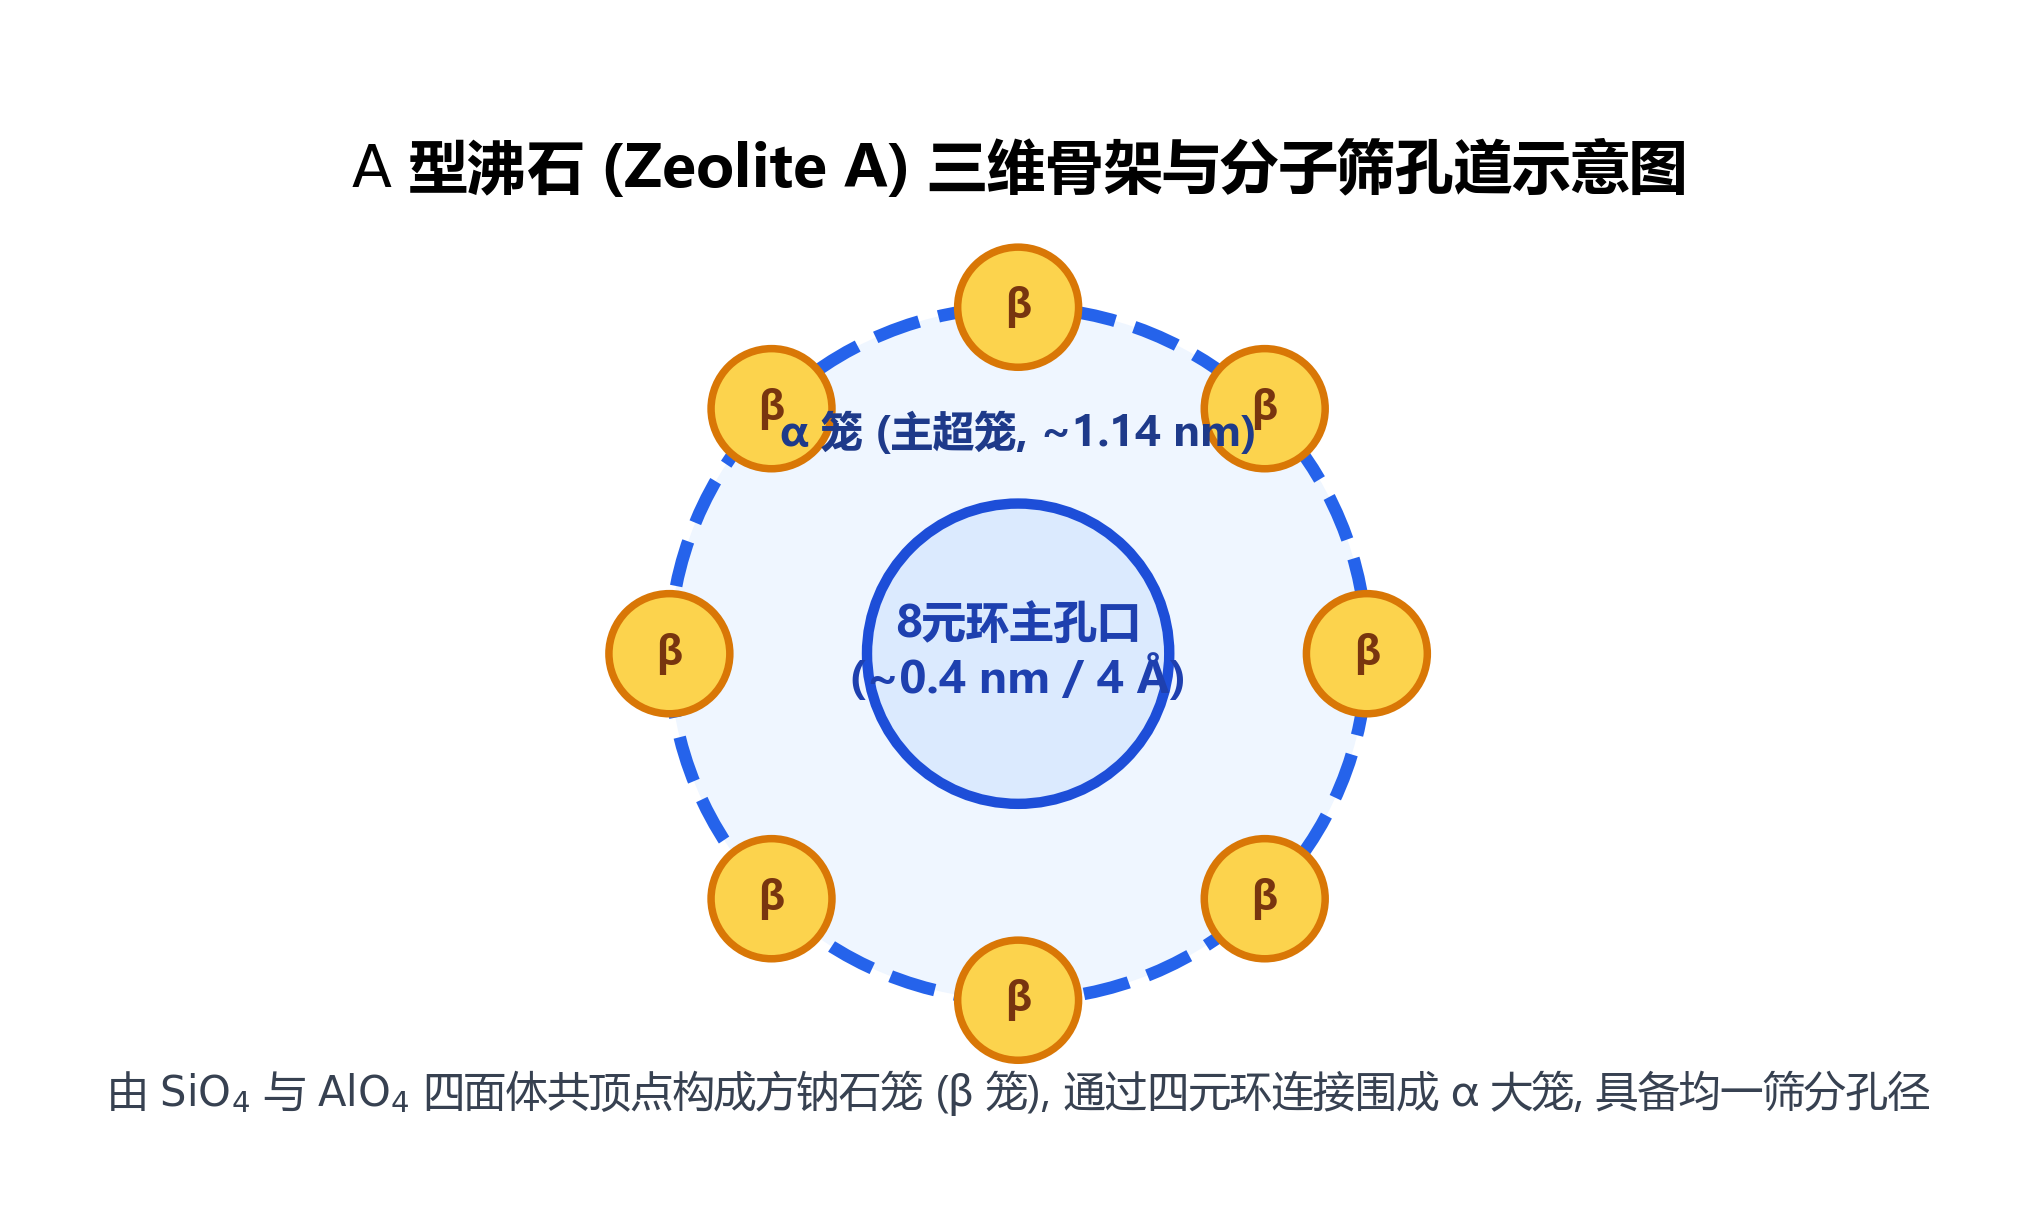 A 型沸石 (Zeolite A) 三维骨架与分子筛孔道示意图
β
β
β
α 笼 (主超笼, ~1.14 nm)
8元环主孔口
(~0.4 nm / 4 Å)
β
β
β
β
β
由 SiO₄ 与 AlO₄ 四面体共顶点构成方钠石笼 (β 笼), 通过四元环连接围成 α 大笼, 具备均一筛分孔径